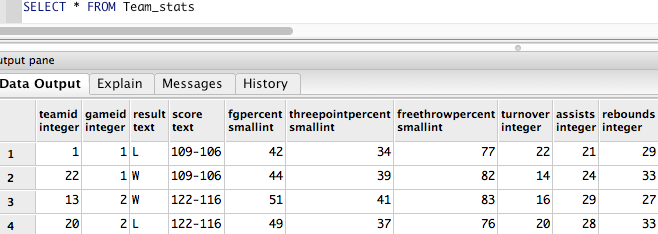 SELECT * FROM Team_stats
utput pane
Data Output Explain Messages History
teamid gameid result score fgpercent threepointpercent freethrowpercent turnover assists rebounds
integer integer text text smallint smallint smallint integer integer integer
1 1 1 L 109-106 42 34 77 22 21 29
2 22 1 W 109-106 44 39 82 14 24 33
3 13 2 W 122-116 51 41 83 16 29 27
4 20 2 L 122-116 49 37 76 20 28 33